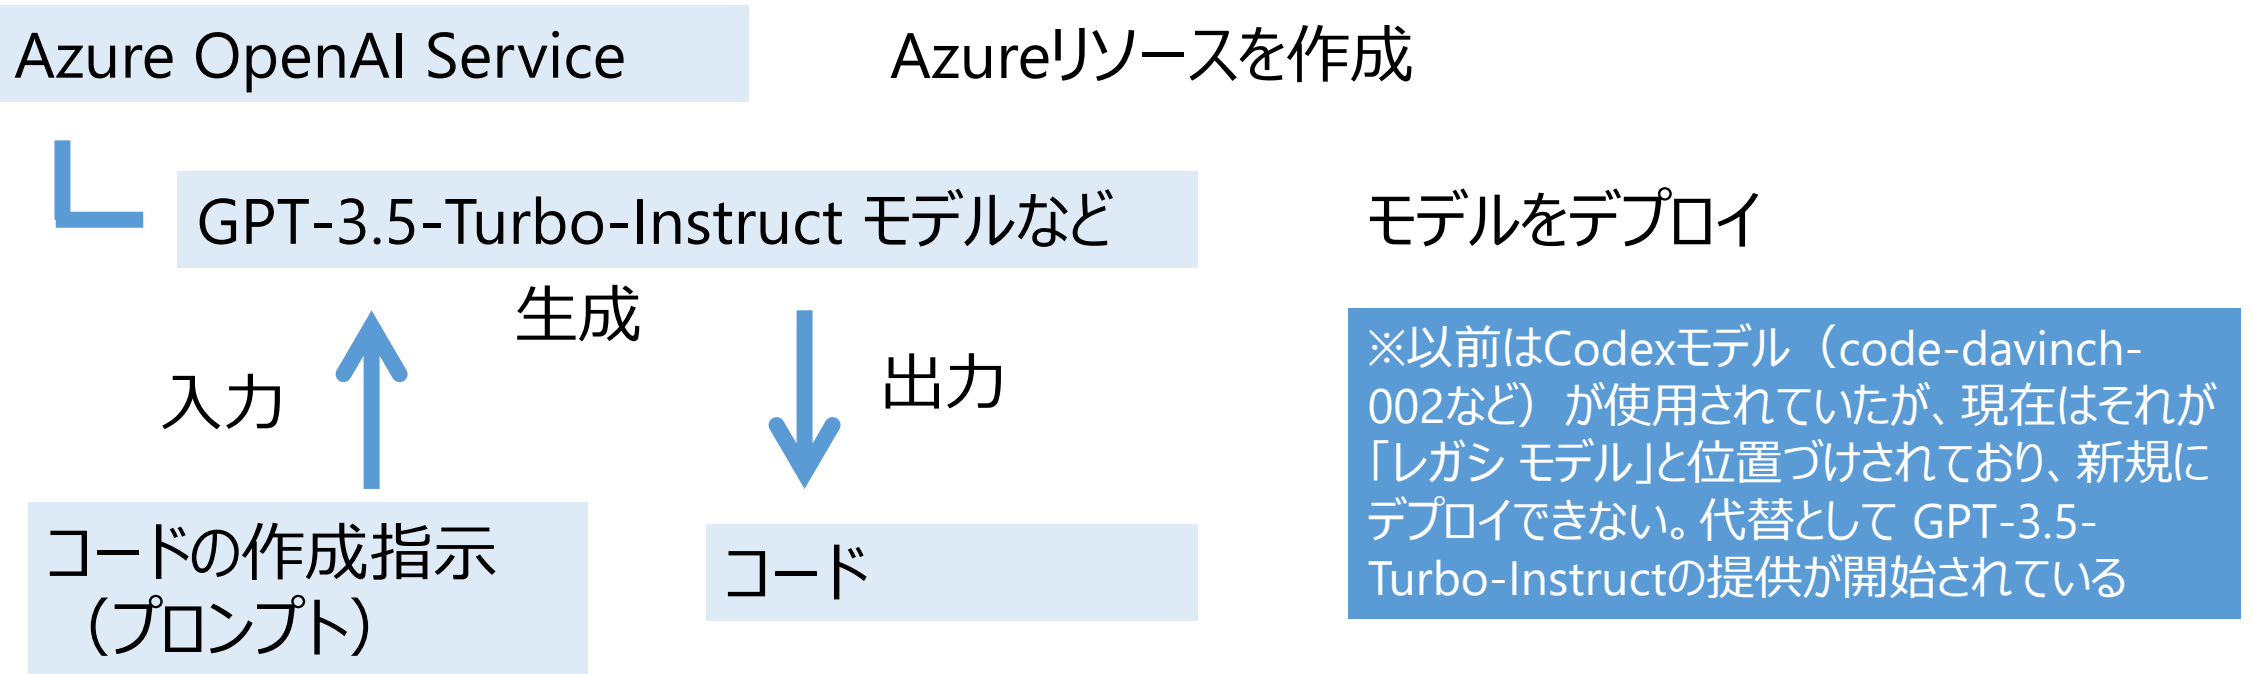 Azure OpenAI Service
Azureリソースを作成
GPT-3.5-Turbo-Instruct モデルなど
モデルをデプロイ
生成
入力
出力
コードの作成指示
（プロンプト）
コード
※以前はCodexモデル（code-davinch-
002など）が使用されていたが、現在はそれが
「レガシ モデル」と位置づけされており、新規に
デプロイできない。代替として GPT-3.5-
Turbo-Instructの提供が開始されている